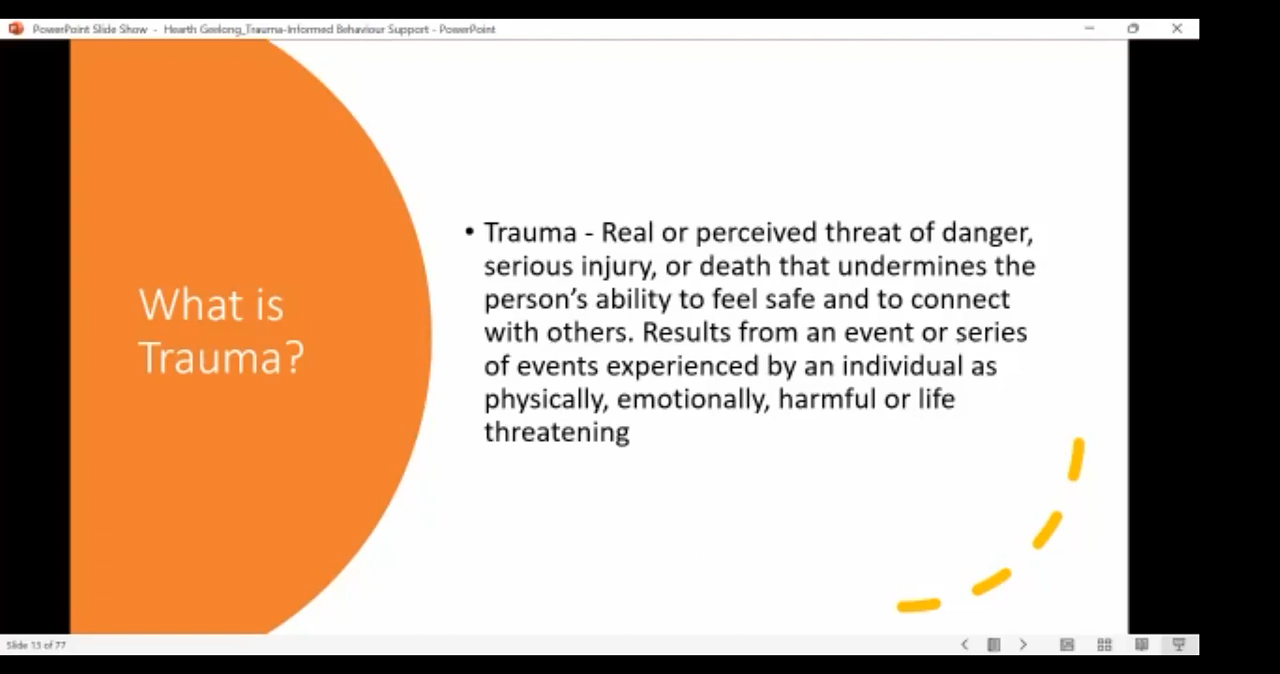 PowerPoint Slide Show - Hearth Geelong_Trauma-Informed Behaviour Support - PowerPoint
What is
Trauma?
• Trauma - Real or perceived threat of danger,
serious injury, or death that undermines the
person’s ability to feel safe and to connect
with others. Results from an event or series
of events experienced by an individual as
physically, emotionally, harmful or life
threatening
Slide 13 of 77